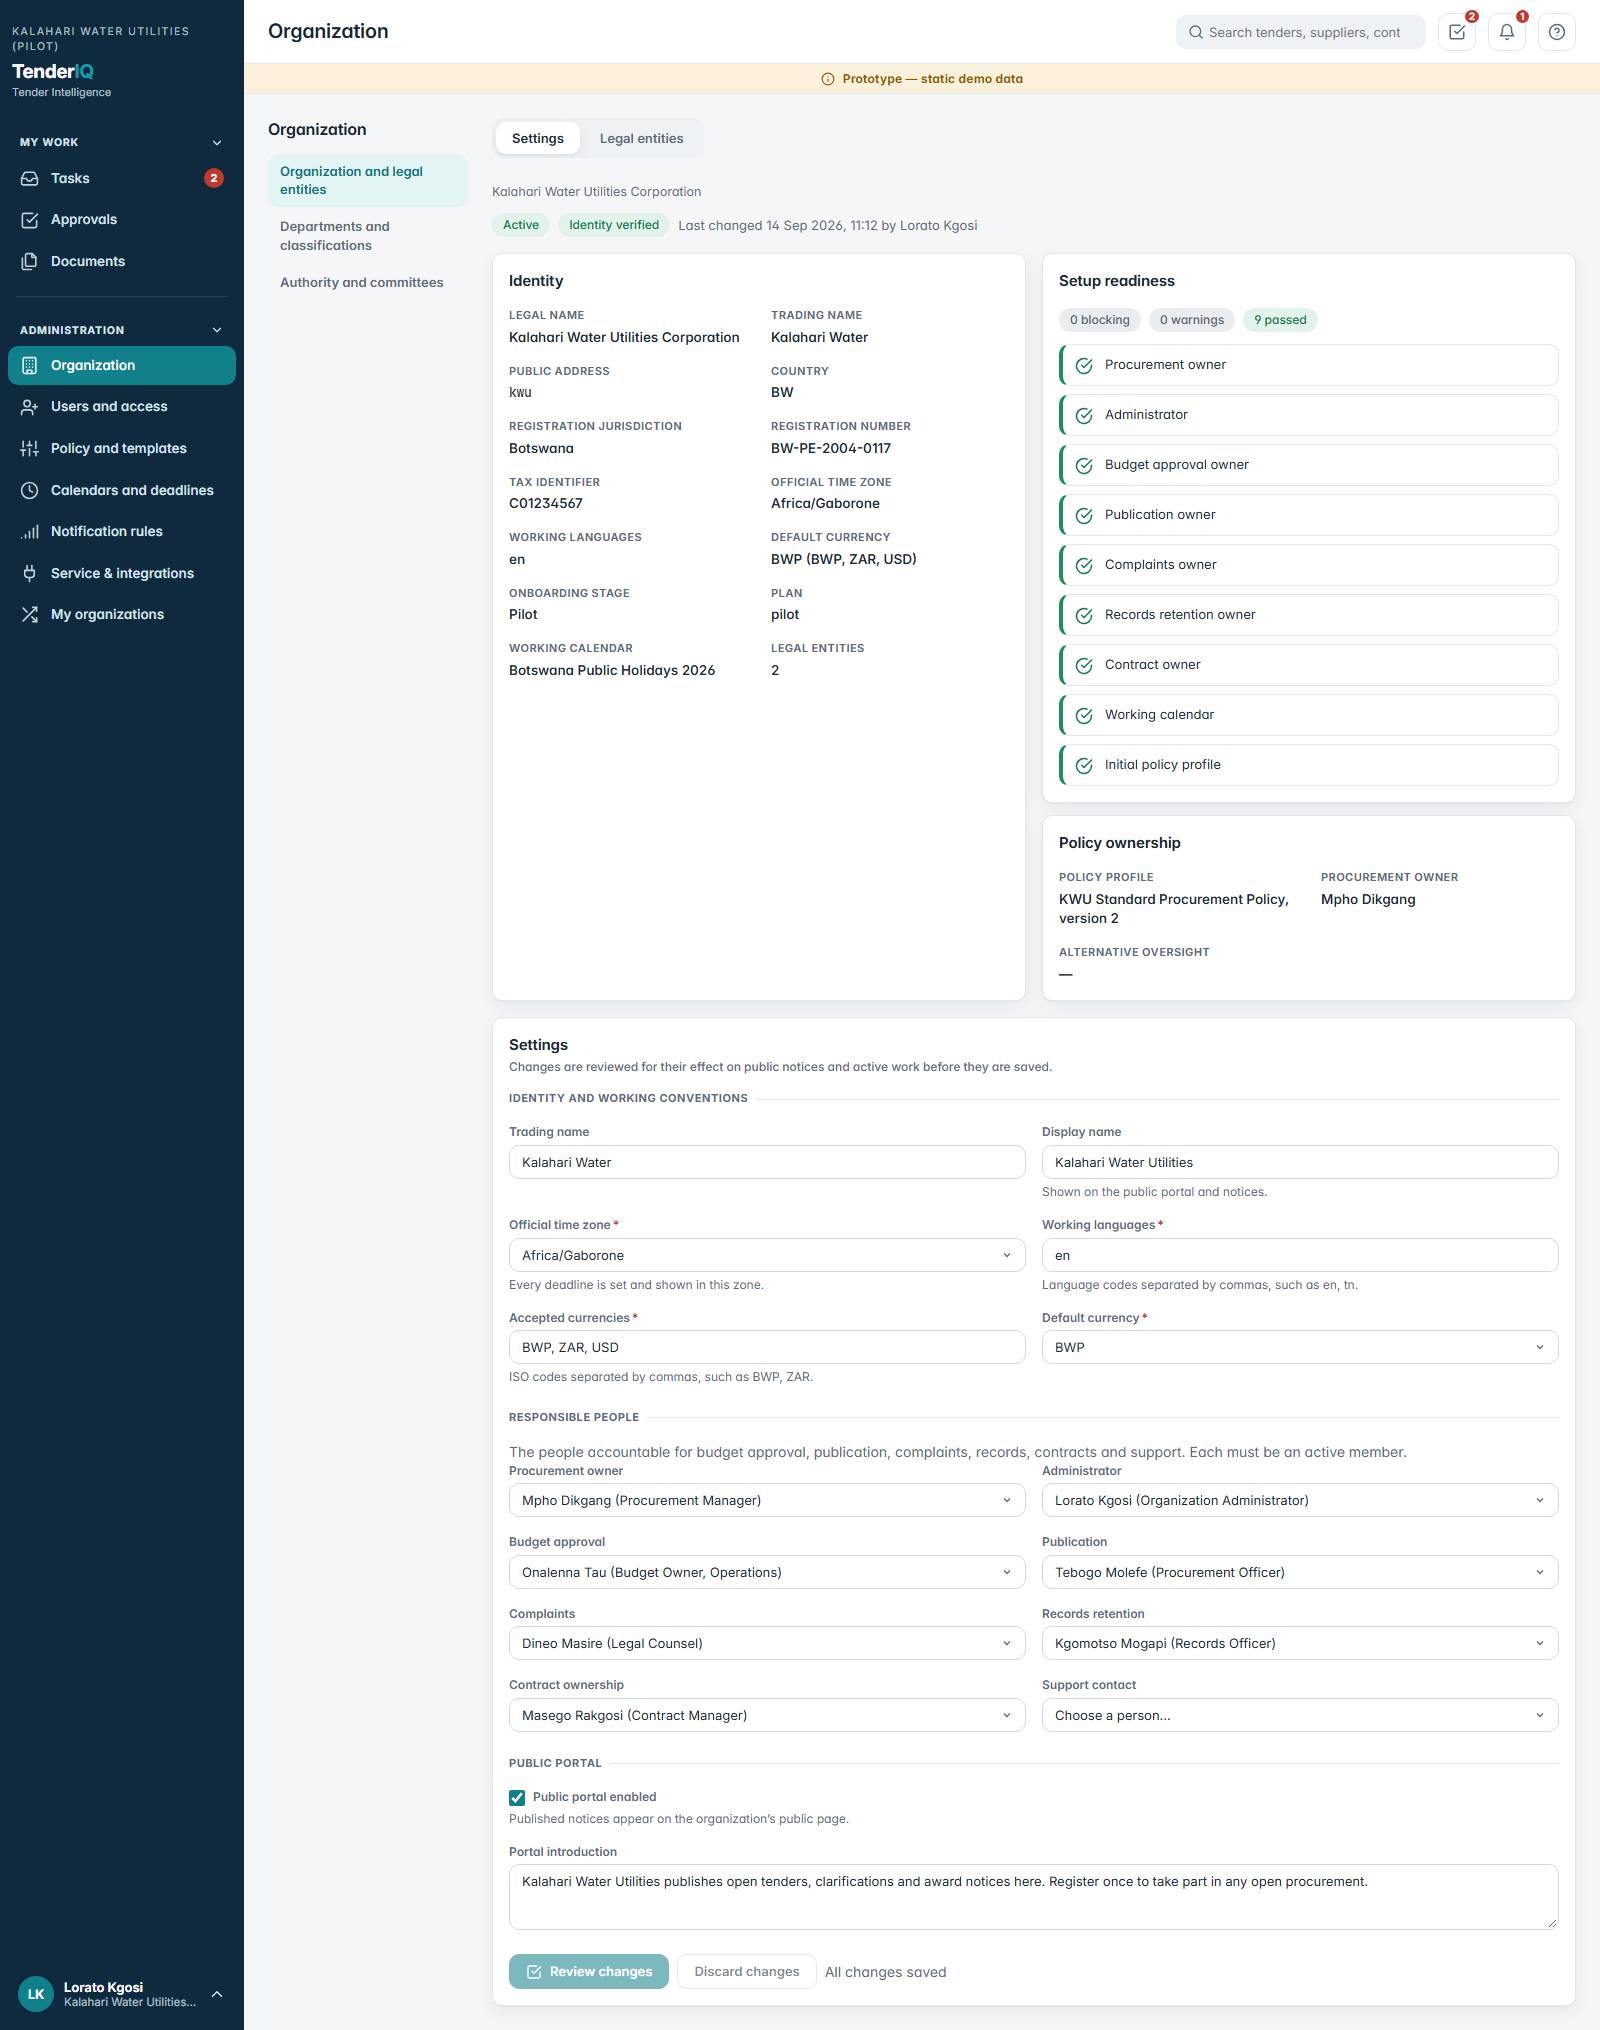 KALAHARI WATER UTILITIES
(PILOT)
TenderIQ
Tender Intelligence
MY WORK
Tasks
2
Approvals
Documents
ADMINISTRATION
Organization
Users and access
Policy and templates
Calendars and deadlines
Notification rules
Service & integrations
My organizations
LK
Lorato Kgosi
Kalahari Water Utilities...
Organization
Search tenders, suppliers, cont
2
1
Prototype — static demo data
Organization
Organization and legal
entities
Departments and
classifications
Authority and committees
Settings
Legal entities
Kalahari Water Utilities Corporation
Active
Identity verified
Last changed 14 Sep 2026, 11:12 by Lorato Kgosi
Identity
LEGAL NAME
Kalahari Water Utilities Corporation
TRADING NAME
Kalahari Water
PUBLIC ADDRESS
kwu
COUNTRY
BW
REGISTRATION JURISDICTION
Botswana
REGISTRATION NUMBER
BW-PE-2004-0117
TAX IDENTIFIER
C01234567
OFFICIAL TIME ZONE
Africa/Gaborone
WORKING LANGUAGES
en
DEFAULT CURRENCY
BWP (BWP, ZAR, USD)
ONBOARDING STAGE
Pilot
PLAN
pilot
WORKING CALENDAR
Botswana Public Holidays 2026
LEGAL ENTITIES
2
Setup readiness
0 blocking
0 warnings
9 passed
Procurement owner
Administrator
Budget approval owner
Publication owner
Complaints owner
Records retention owner
Contract owner
Working calendar
Initial policy profile
Policy ownership
POLICY PROFILE
KWU Standard Procurement Policy,
version 2
PROCUREMENT OWNER
Mpho Dikgang
ALTERNATIVE OVERSIGHT
—
Settings
Changes are reviewed for their effect on public notices and active work before they are saved.
IDENTITY AND WORKING CONVENTIONS
Trading name
Kalahari Water
Display name
Kalahari Water Utilities
Shown on the public portal and notices.
Official time zone *
Africa/Gaborone
Every deadline is set and shown in this zone.
Working languages *
en
Language codes separated by commas, such as en, tn.
Accepted currencies *
BWP, ZAR, USD
ISO codes separated by commas, such as BWP, ZAR.
Default currency *
BWP
RESPONSIBLE PEOPLE
The people accountable for budget approval, publication, complaints, records, contracts and support. Each must be an active member.
Procurement owner
Mpho Dikgang (Procurement Manager)
Administrator
Lorato Kgosi (Organization Administrator)
Budget approval
Onalenna Tau (Budget Owner, Operations)
Publication
Tebogo Molefe (Procurement Officer)
Complaints
Dineo Masire (Legal Counsel)
Records retention
Kgomotso Mogapi (Records Officer)
Contract ownership
Masego Rakgosi (Contract Manager)
Support contact
Choose a person...
PUBLIC PORTAL
Public portal enabled
Published notices appear on the organization's public page.
Portal introduction
Kalahari Water Utilities publishes open tenders, clarifications and award notices here. Register once to take part in any open procurement.
Review changes
Discard changes
All changes saved